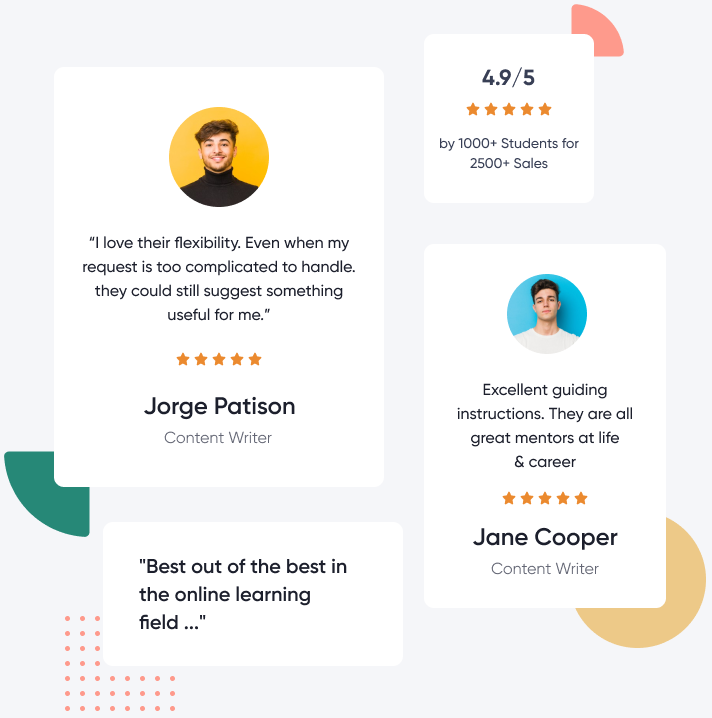 4.9/5
by 1000+ Students for
2500+ Sales
“I love their flexibility. Even when my
request is too complicated to handle.
they could still suggest something
useful for me.”
Jorge Patison
Content Writer
Excellent guiding
instructions. They are all
great mentors at life
& career
Jane Cooper
Content Writer
"Best out of the best in
the online learning
field ..."